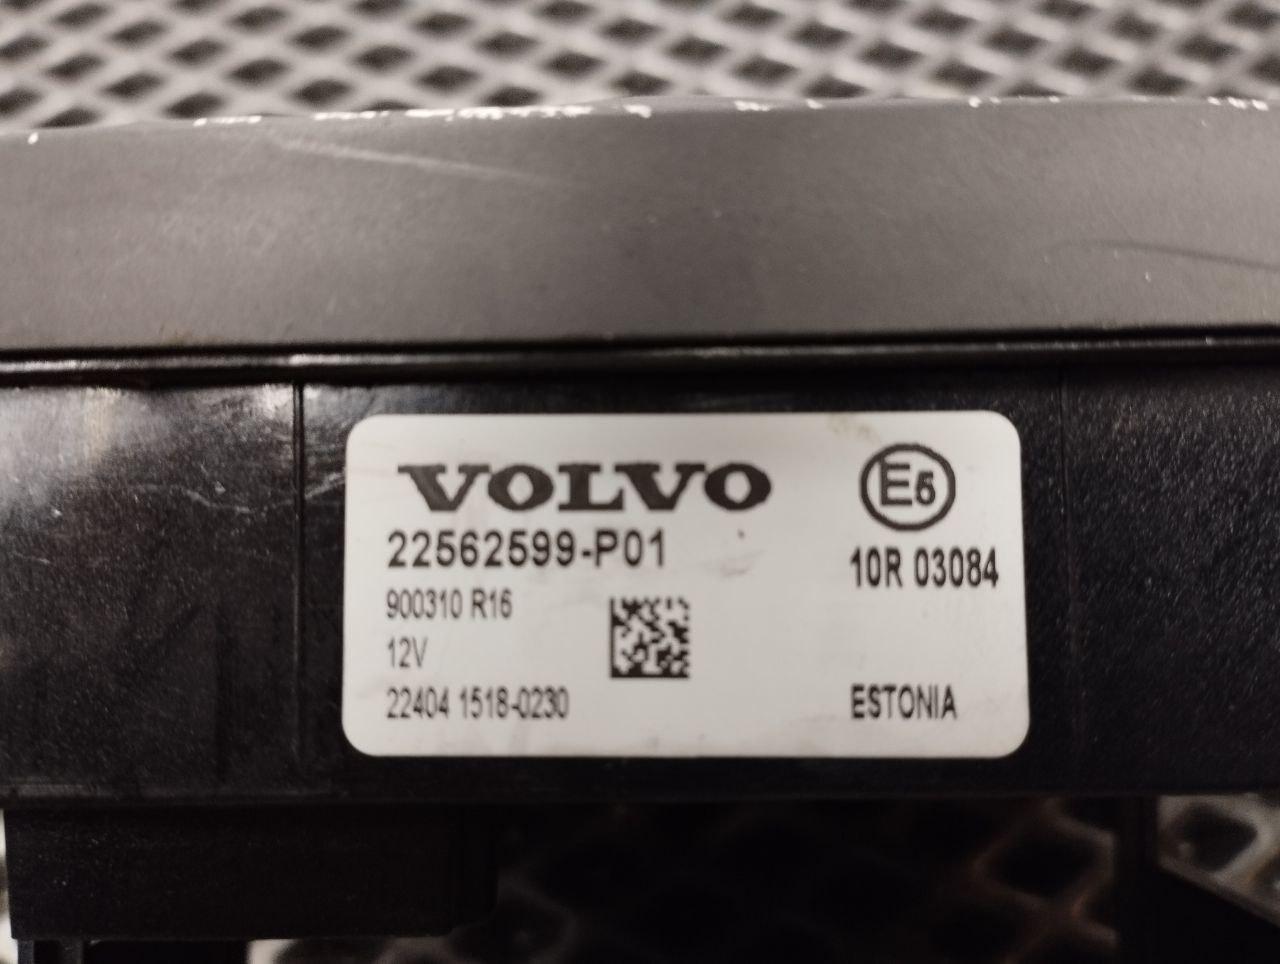 VOLVO
E5
22562599-P01
10R 03084
900310 R16
12V
22404 1518-0230
ESTONIA